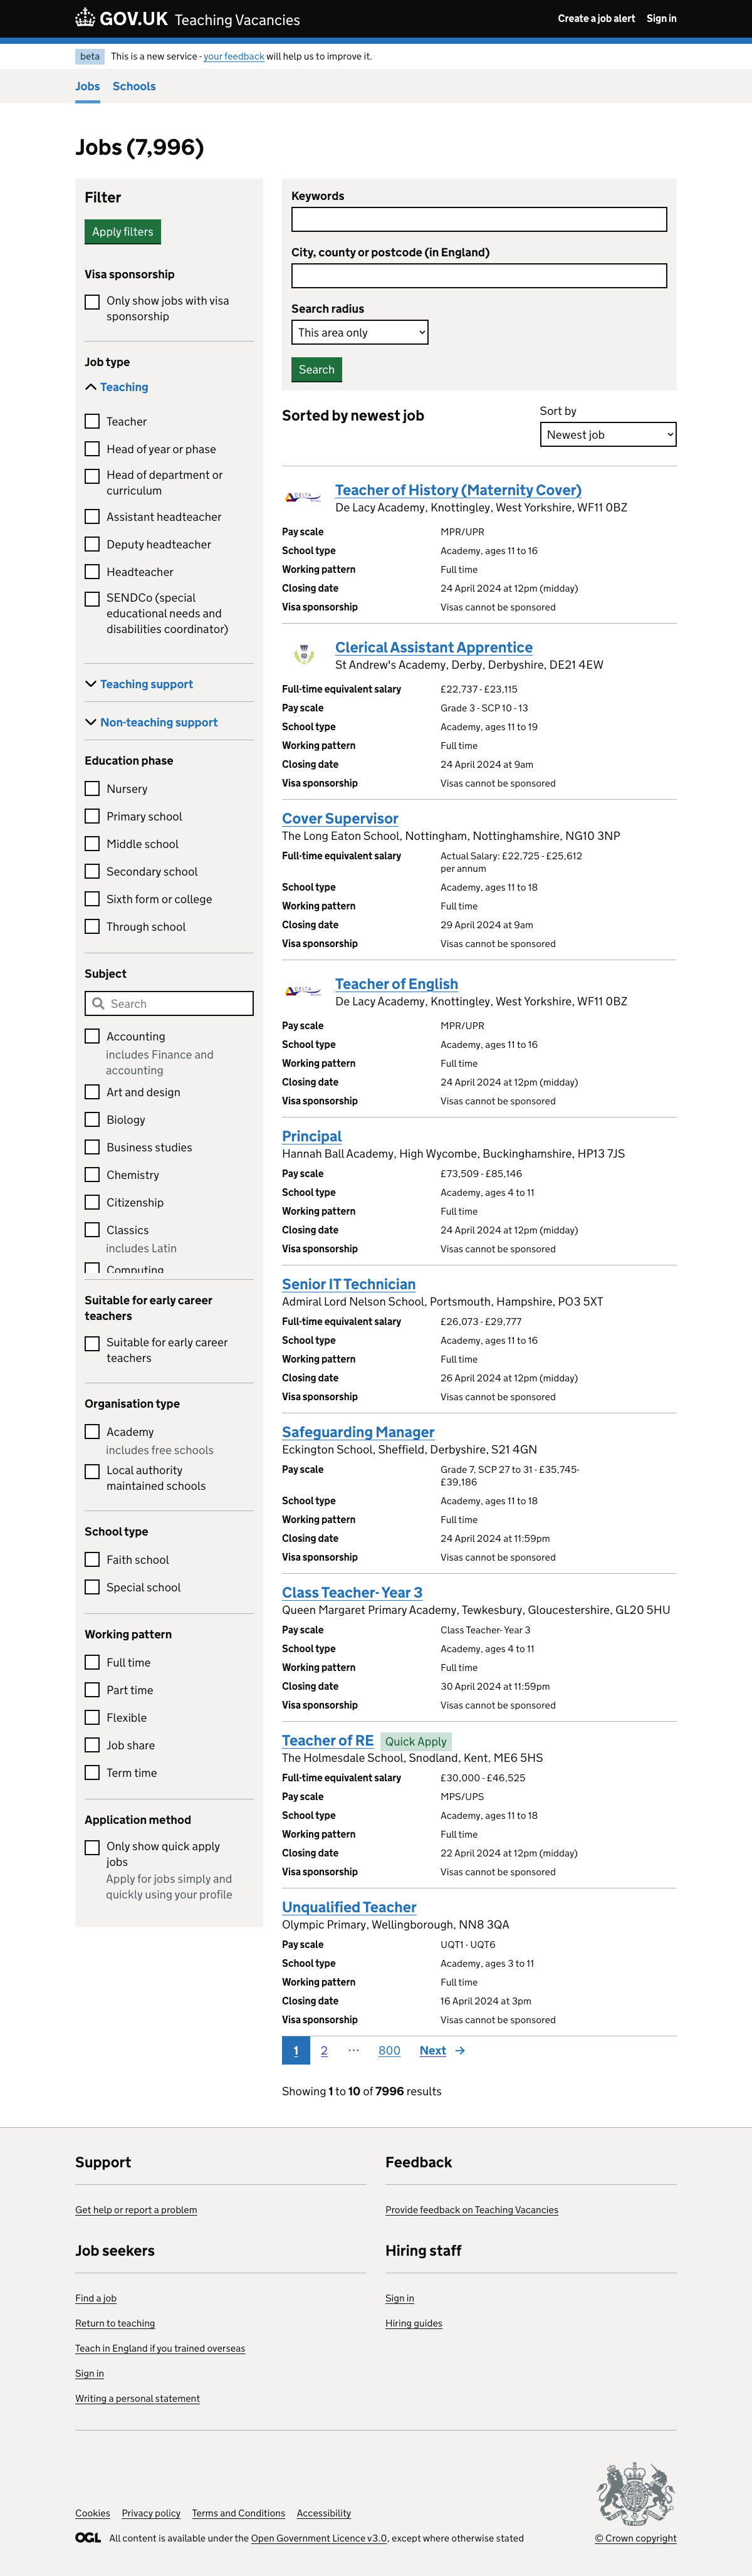 GOV.UK Teaching Vacancies
Create a job alert Sign in
beta This is a new service - your feedback will help us to improve it.
Jobs Schools
Jobs (7,996)
Filter
Apply filters
Visa sponsorship
Only show jobs with visa
sponsorship
Job type
Teaching
Teacher
Head of year or phase
Head of department or
curriculum
Assistant headteacher
Deputy headteacher
Headteacher
SENDCo (special
educational needs and
disabilities coordinator)
Teaching support
Non-teaching support
Education phase
Nursery
Primary school
Middle school
Secondary school
Sixth form or college
Through school
Subject
Search
Accounting
includes Finance and
accounting
Art and design
Biology
Business studies
Chemistry
Citizenship
Classics
includes Latin
Computing
Suitable for early career
teachers
Suitable for early career
teachers
Organisation type
Academy
includes free schools
Local authority
maintained schools
School type
Faith school
Special school
Working pattern
Full time
Part time
Flexible
Job share
Term time
Application method
Only show quick apply
jobs
Apply for jobs simply and
quickly using your profile
Keywords
City, county or postcode (in England)
Search radius
This area only
Search
Sorted by newest job
Sort by
Newest job
DELTA
Teacher of History (Maternity Cover)
De Lacy Academy, Knottingley, West Yorkshire, WF11 0BZ
Pay scale MPR/UPR
School type Academy, ages 11 to 16
Working pattern Full time
Closing date 24 April 2024 at 12pm (midday)
Visa sponsorship Visas cannot be sponsored
Clerical Assistant Apprentice
St Andrew's Academy, Derby, Derbyshire, DE21 4EW
Full-time equivalent salary £22,737 - £23,115
Pay scale Grade 3 - SCP 10 - 13
School type Academy, ages 11 to 19
Working pattern Full time
Closing date 24 April 2024 at 9am
Visa sponsorship Visas cannot be sponsored
Cover Supervisor
The Long Eaton School, Nottingham, Nottinghamshire, NG10 3NP
Full-time equivalent salary Actual Salary: £22,725 - £25,612
per annum
School type Academy, ages 11 to 18
Working pattern Full time
Closing date 29 April 2024 at 9am
Visa sponsorship Visas cannot be sponsored
DELTA
Teacher of English
De Lacy Academy, Knottingley, West Yorkshire, WF11 0BZ
Pay scale MPR/UPR
School type Academy, ages 11 to 16
Working pattern Full time
Closing date 24 April 2024 at 12pm (midday)
Visa sponsorship Visas cannot be sponsored
Principal
Hannah Ball Academy, High Wycombe, Buckinghamshire, HP13 7JS
Pay scale £73,509 - £85,146
School type Academy, ages 4 to 11
Working pattern Full time
Closing date 24 April 2024 at 12pm (midday)
Visa sponsorship Visas cannot be sponsored
Senior IT Technician
Admiral Lord Nelson School, Portsmouth, Hampshire, PO3 5XT
Full-time equivalent salary £26,073 - £29,777
School type Academy, ages 11 to 16
Working pattern Full time
Closing date 26 April 2024 at 12pm (midday)
Visa sponsorship Visas cannot be sponsored
Safeguarding Manager
Eckington School, Sheffield, Derbyshire, S21 4GN
Pay scale Grade 7, SCP 27 to 31 - £35,745-
£39,186
School type Academy, ages 11 to 18
Working pattern Full time
Closing date 24 April 2024 at 11:59pm
Visa sponsorship Visas cannot be sponsored
Class Teacher- Year 3
Queen Margaret Primary Academy, Tewkesbury, Gloucestershire, GL20 5HU
Pay scale Class Teacher- Year 3
School type Academy, ages 4 to 11
Working pattern Full time
Closing date 30 April 2024 at 11:59pm
Visa sponsorship Visas cannot be sponsored
Teacher of RE Quick Apply
The Holmesdale School, Snodland, Kent, ME6 5HS
Full-time equivalent salary £30,000 - £46,525
Pay scale MPS/UPS
School type Academy, ages 11 to 18
Working pattern Full time
Closing date 22 April 2024 at 12pm (midday)
Visa sponsorship Visas cannot be sponsored
Unqualified Teacher
Olympic Primary, Wellingborough, NN8 3QA
Pay scale UQT1 - UQT6
School type Academy, ages 3 to 11
Working pattern Full time
Closing date 16 April 2024 at 3pm
Visa sponsorship Visas cannot be sponsored
1 2 ⋯ 800 Next →
Showing 1 to 10 of 7996 results
Support
Get help or report a problem
Feedback
Provide feedback on Teaching Vacancies
Job seekers
Find a job
Return to teaching
Teach in England if you trained overseas
Sign in
Writing a personal statement
Hiring staff
Sign in
Hiring guides
Cookies Privacy policy Terms and Conditions Accessibility
OGL All content is available under the Open Government Licence v3.0, except where otherwise stated
© Crown copyright